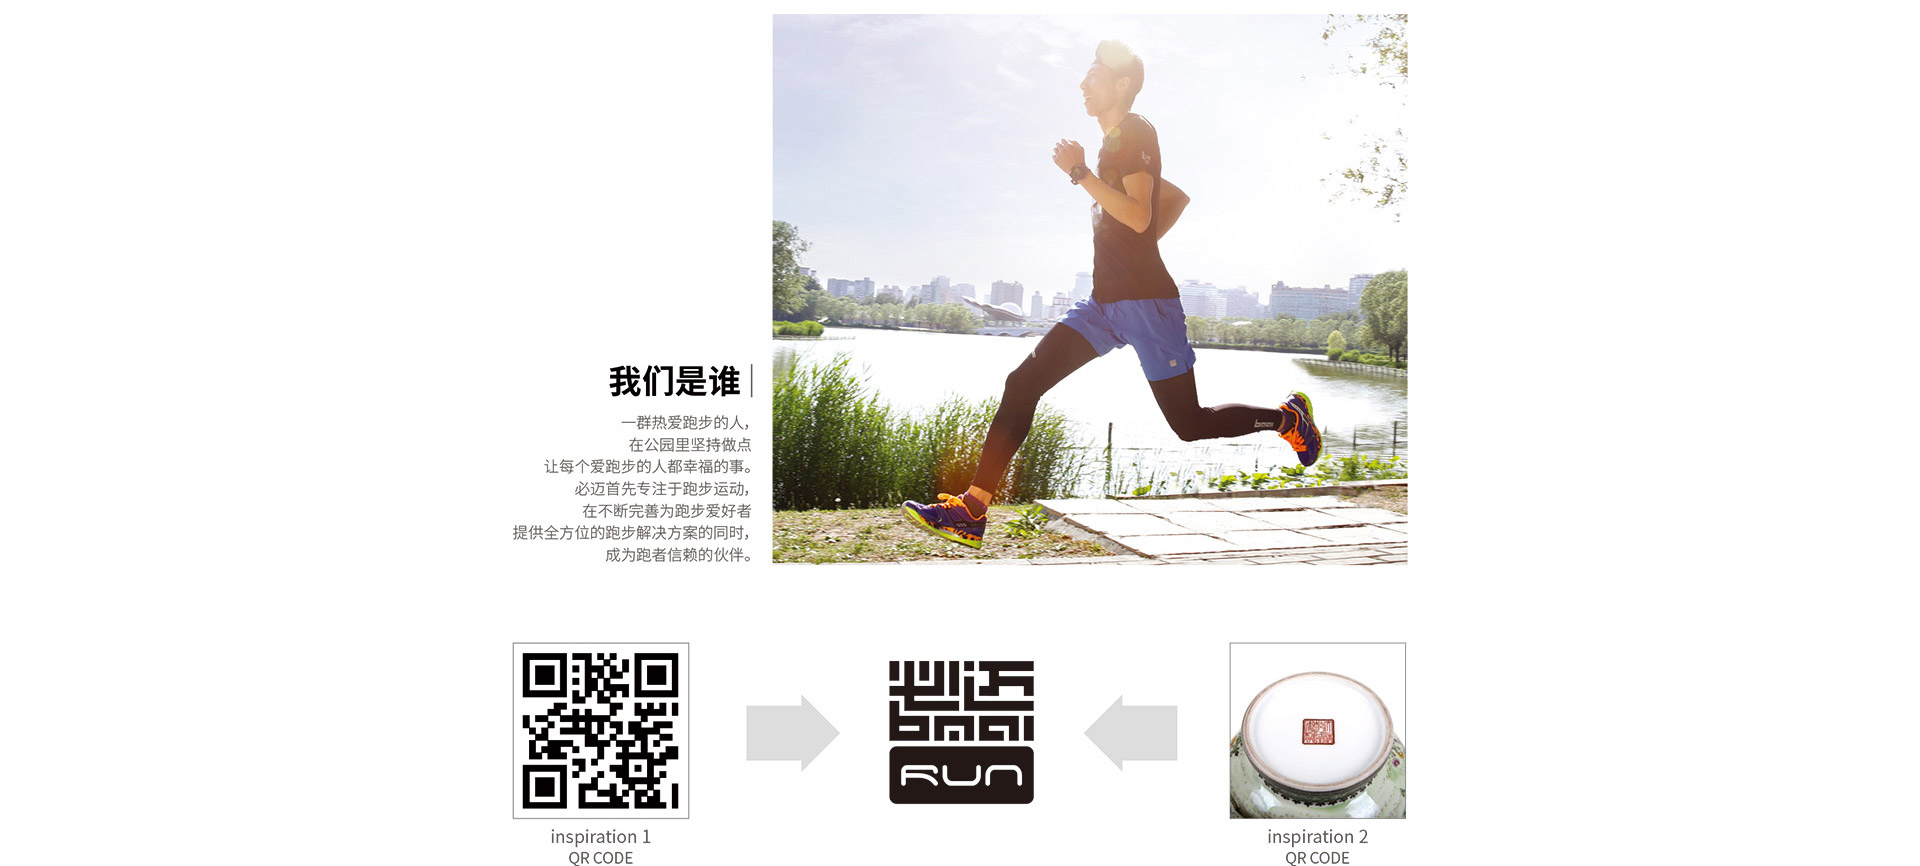 我们是谁
一群热爱跑步的人，
在公园里坚持做点
让每个爱跑步的人都幸福的事。
必迈首先专注于跑步运动，
在不断完善为跑步爱好者
提供全方位的跑步解决方案的同时，
成为跑者信赖的伙伴。
必迈
bmai
RUN
inspiration 1
QR CODE
inspiration 2
QR CODE